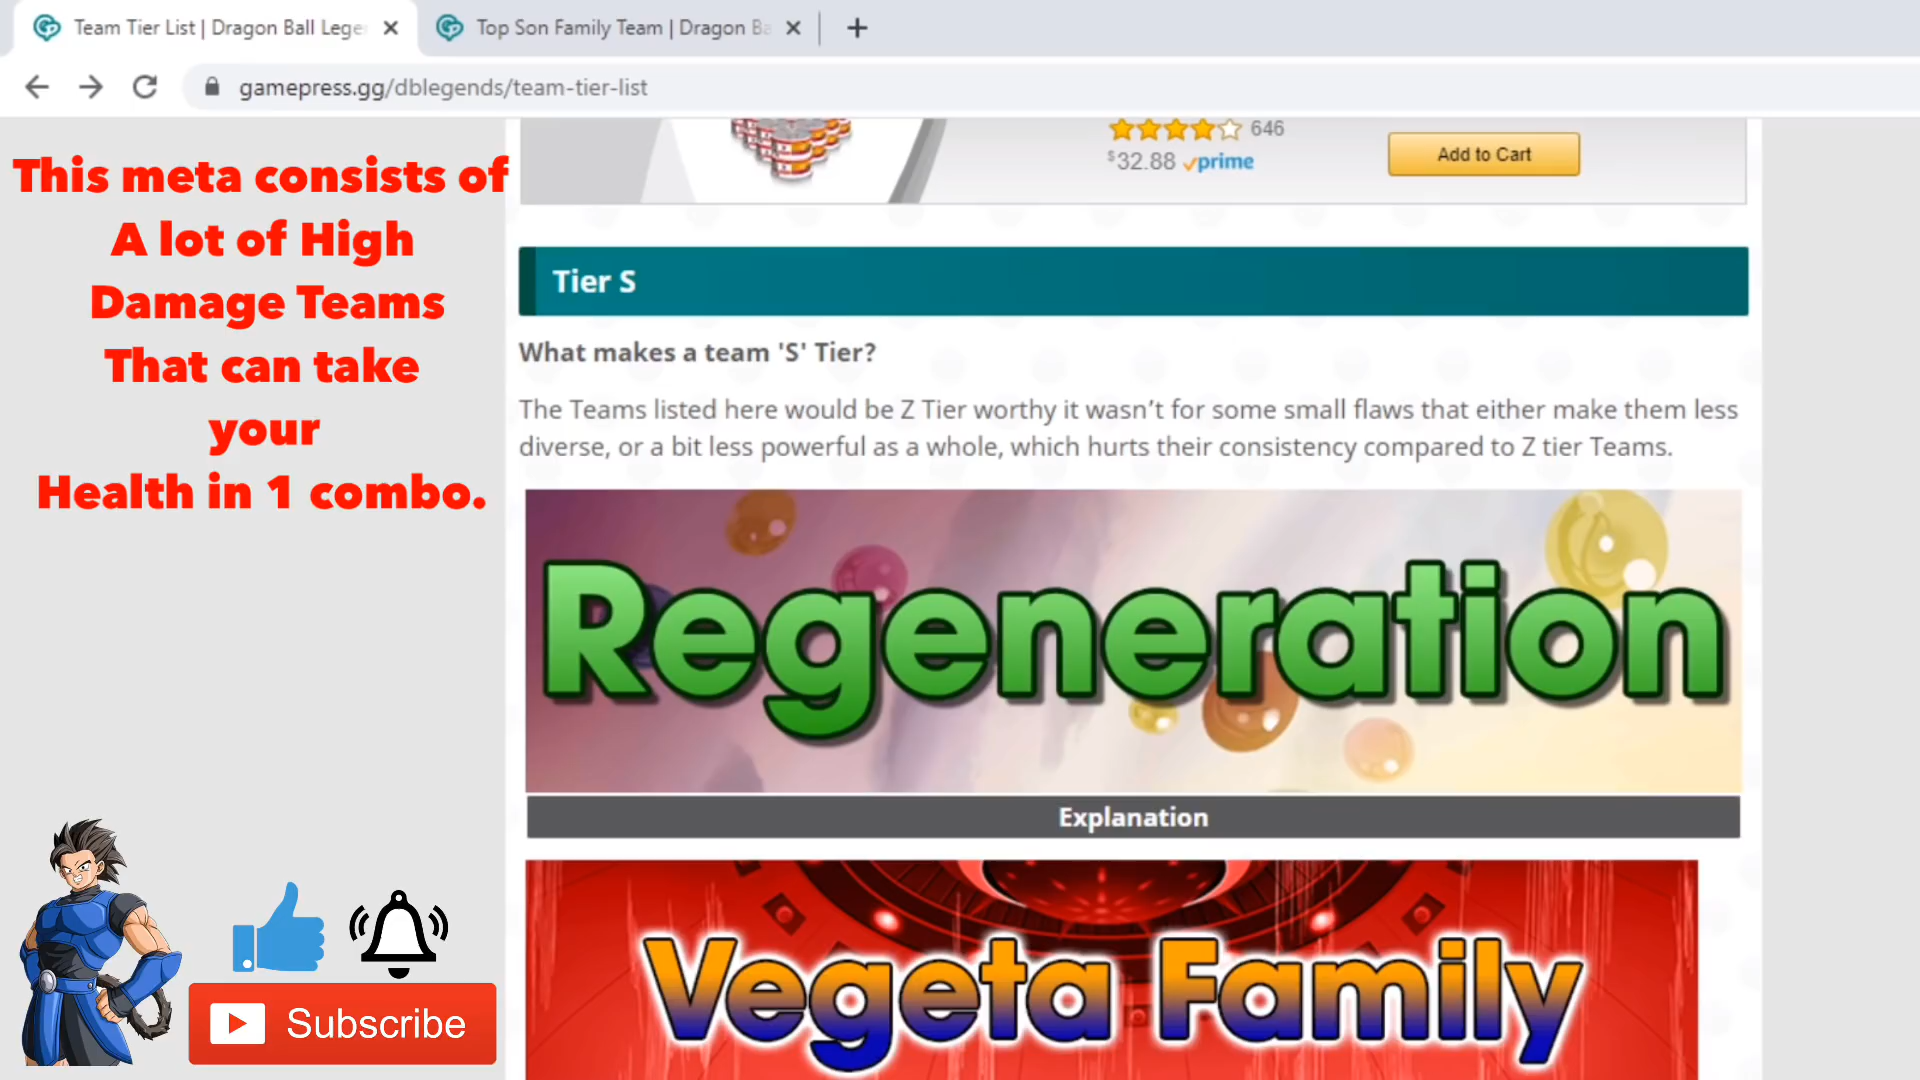 Team Tier List | Dragon Ball Lege
Top Son Family Team | Dragon Ba
gamepress.gg/dblegends/team-tier-list
646
$32.88 prime
Add to Cart
This meta consists of
A lot of High
Damage Teams
That can take
your
Health in 1 combo.
Tier S
What makes a team 'S' Tier?
The Teams listed here would be Z Tier worthy it wasn't for some small flaws that either make them less
diverse, or a bit less powerful as a whole, which hurts their consistency compared to Z tier Teams.
Regeneration
Explanation
Vegeta Family
Subscribe